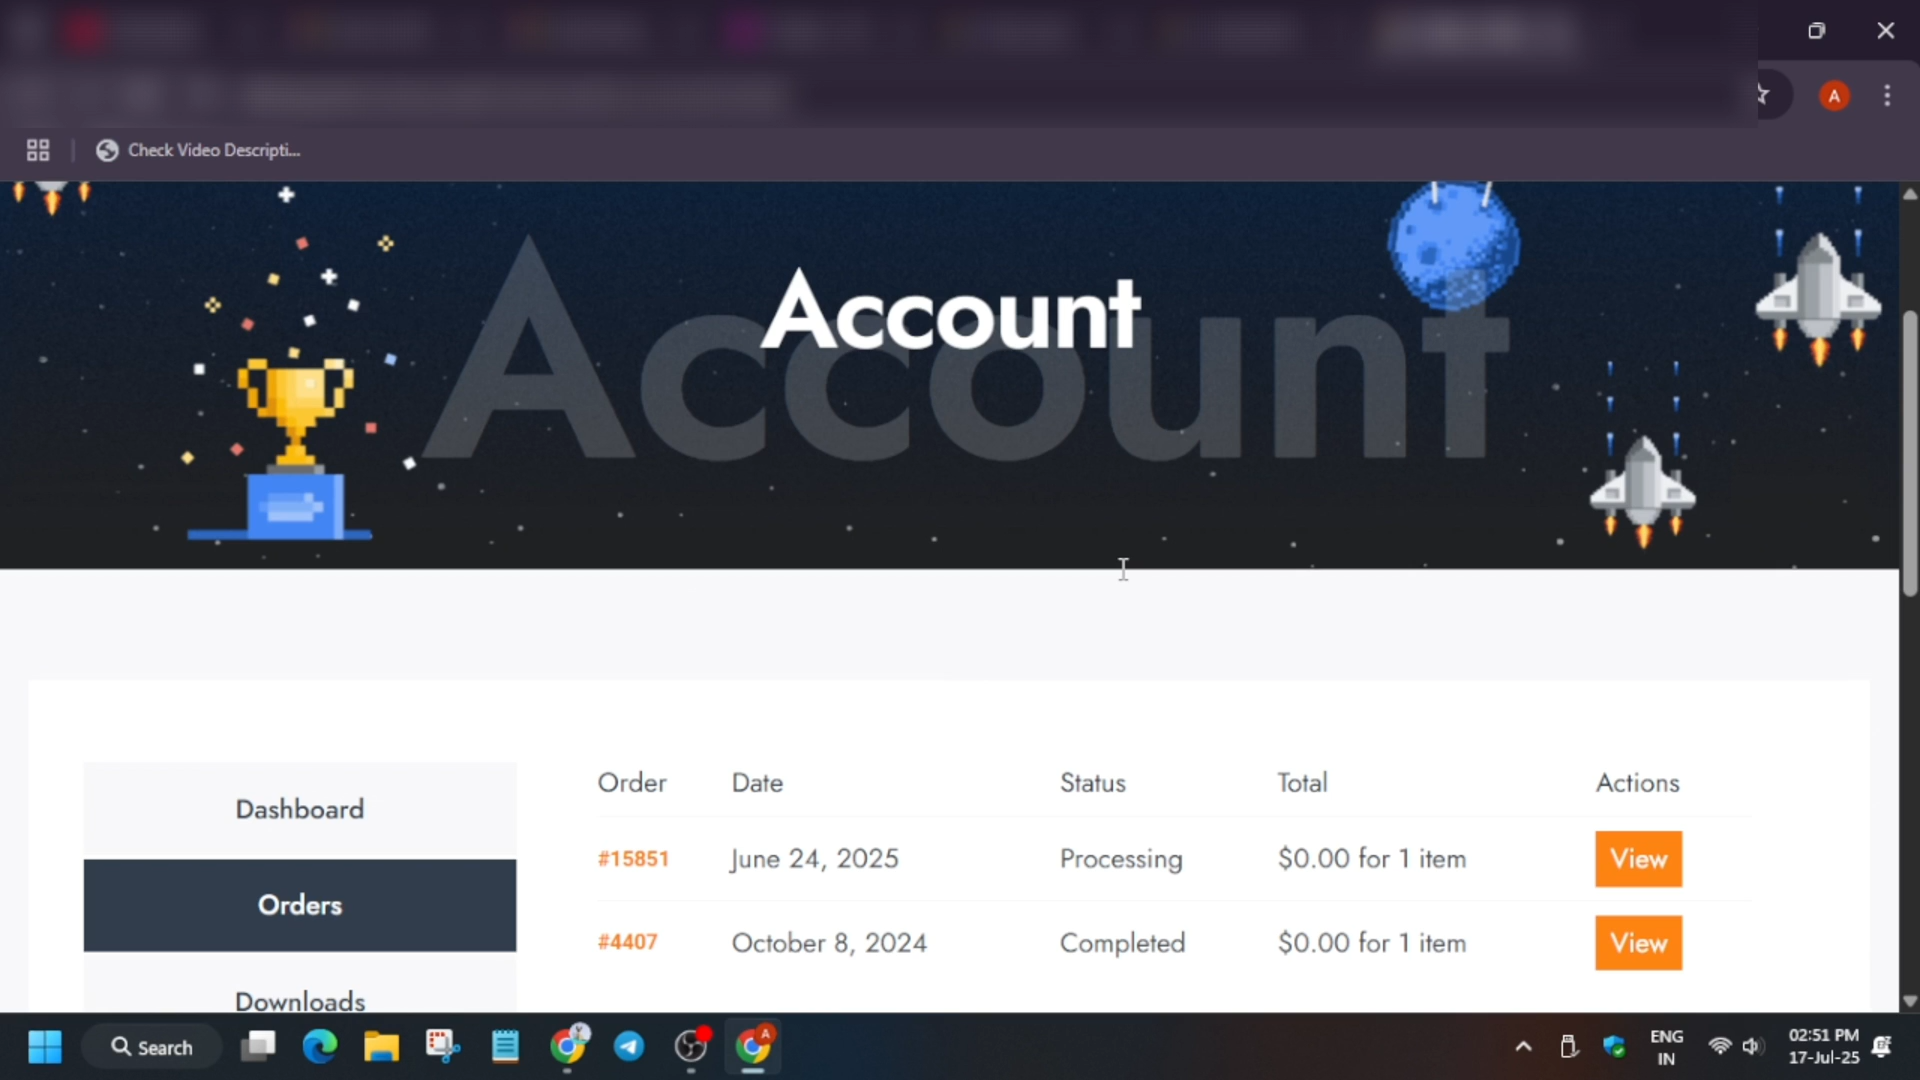 A
Check Video Descripti...
Account
Account
Dashboard
Orders
Downloads
Order Date Status Total Actions
#15851 June 24, 2025 Processing $0.00 for 1 item View
#4407 October 8, 2024 Completed $0.00 for 1 item View
Search
A
ENG
IN
02:51 PM
17-Jul-25